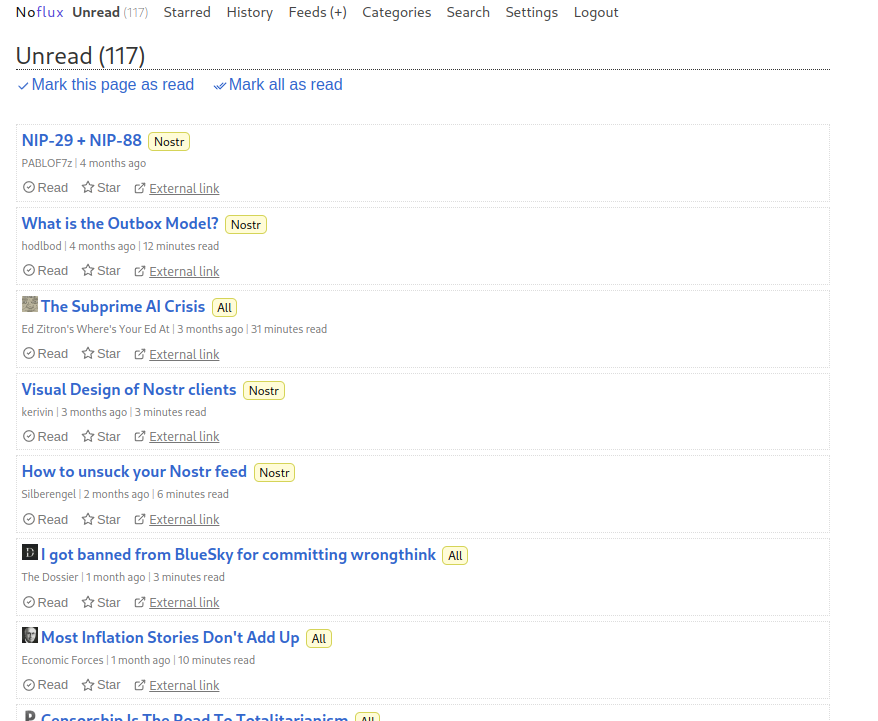 Noflux Unread (117) Starred History Feeds (+) Categories Search Settings Logout
Unread (117)
Mark this page as read Mark all as read
NIP-29 + NIP-88 Nostr
PABLOF7z | 4 months ago
Read Star External link
What is the Outbox Model? Nostr
hodlbod | 4 months ago | 12 minutes read
Read Star External link
The Subprime AI Crisis All
Ed Zitron's Where's Your Ed At | 3 months ago | 31 minutes read
Read Star External link
Visual Design of Nostr clients Nostr
kerivin | 3 months ago | 3 minutes read
Read Star External link
How to unsuck your Nostr feed Nostr
Silberengel | 2 months ago | 6 minutes read
Read Star External link
I got banned from BlueSky for committing wrongthink All
The Dossier | 1 month ago | 3 minutes read
Read Star External link
Most Inflation Stories Don't Add Up All
Economic Forces | 1 month ago | 10 minutes read
Read Star External link
Censorship Is The Road To Totalitarianism All